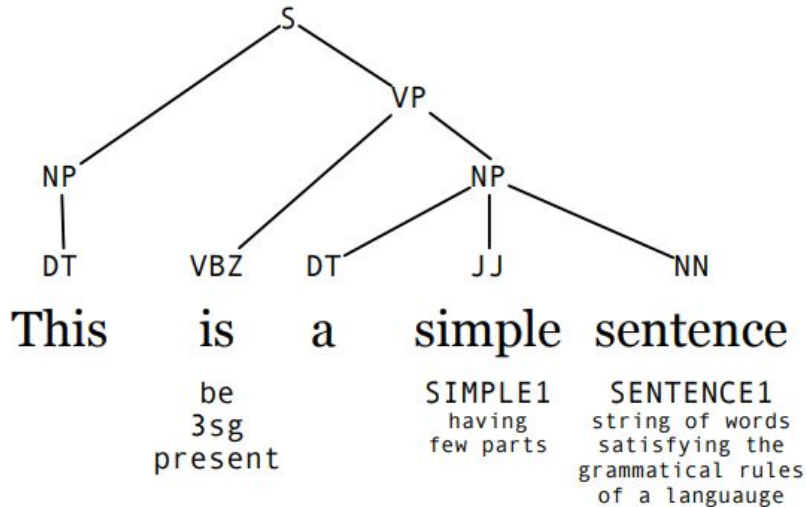 S
VP
NP NP
DT VBZ DT JJ NN
This is a simple sentence
be SIMPLE1 SENTENCE1
3sg having string of words
present few parts satisfying the
grammatical rules
of a languauge